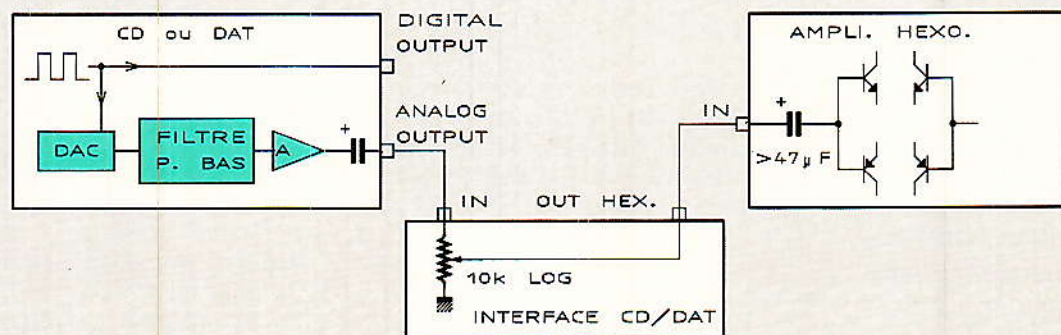 CD ou DAT
DIGITAL
OUTPUT
ANALOG
OUTPUT
+
DAC
FILTRE
P. BAS
A
AMPLI. HEXO.
IN
+
>47µF
IN OUT HEX.
10k LOG
INTERFACE CD/DAT